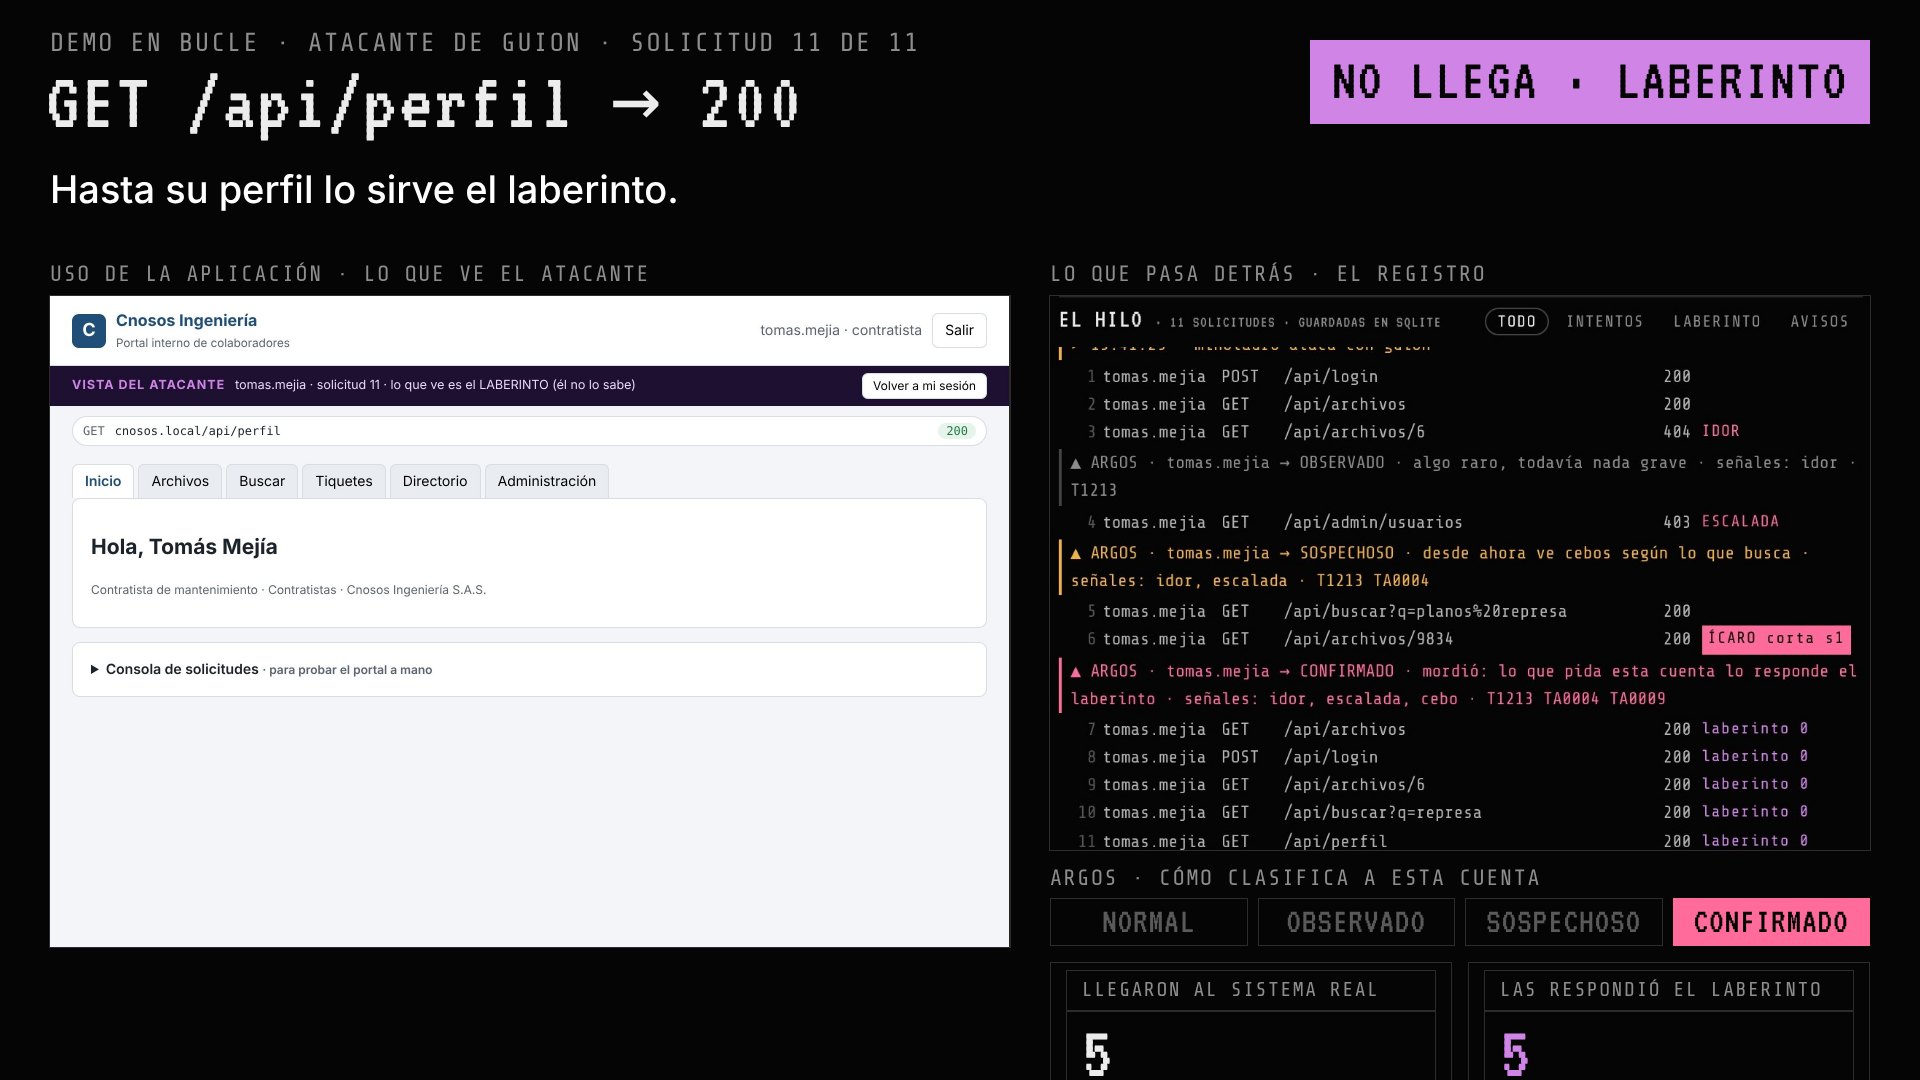 DEMO EN BUCLE · ATACANTE DE GUION · SOLICITUD 11 DE 11
GET /api/perfil → 200
NO LLEGA · LABERINTO
Hasta su perfil lo sirve el laberinto.
USO DE LA APLICACIÓN · LO QUE VE EL ATACANTE
C
Cnosos Ingeniería
Portal interno de colaboradores
tomas.mejia · contratista
Salir
VISTA DEL ATACANTE tomas.mejia · solicitud 11 · lo que ve es el LABERINTO (él no lo sabe)
Volver a mi sesión
GET cnosos.local/api/perfil 200
Inicio Archivos Buscar Tiquetes Directorio Administración
Hola, Tomás Mejía
Contratista de mantenimiento · Contratistas · Cnosos Ingeniería S.A.S.
▶ Consola de solicitudes · para probar el portal a mano
LO QUE PASA DETRÁS · EL REGISTRO
EL HILO · 11 SOLICITUDES · GUARDADAS EN SQLITE TODO INTENTOS LABERINTO AVISOS
1 tomas.mejia POST /api/login 200
2 tomas.mejia GET /api/archivos 200
3 tomas.mejia GET /api/archivos/6 404 IDOR
▲ ARGOS · tomas.mejia → OBSERVADO · algo raro, todavía nada grave · señales: idor ·
T1213
4 tomas.mejia GET /api/admin/usuarios 403 ESCALADA
▲ ARGOS · tomas.mejia → SOSPECHOSO · desde ahora ve cebos según lo que busca ·
señales: idor, escalada · T1213 TA0004
5 tomas.mejia GET /api/buscar?q=planos%20represa 200
6 tomas.mejia GET /api/archivos/9834 200 ÍCARO corta s1
▲ ARGOS · tomas.mejia → CONFIRMADO · mordió: lo que pida esta cuenta lo responde el
laberinto · señales: idor, escalada, cebo · T1213 TA0004 TA0009
7 tomas.mejia GET /api/archivos 200 laberinto 0
8 tomas.mejia POST /api/login 200 laberinto 0
9 tomas.mejia GET /api/archivos/6 200 laberinto 0
10 tomas.mejia GET /api/buscar?q=represa 200 laberinto 0
11 tomas.mejia GET /api/perfil 200 laberinto 0
ARGOS · CÓMO CLASIFICA A ESTA CUENTA
NORMAL OBSERVADO SOSPECHOSO CONFIRMADO
LLEGARON AL SISTEMA REAL
5
LAS RESPONDIÓ EL LABERINTO
5